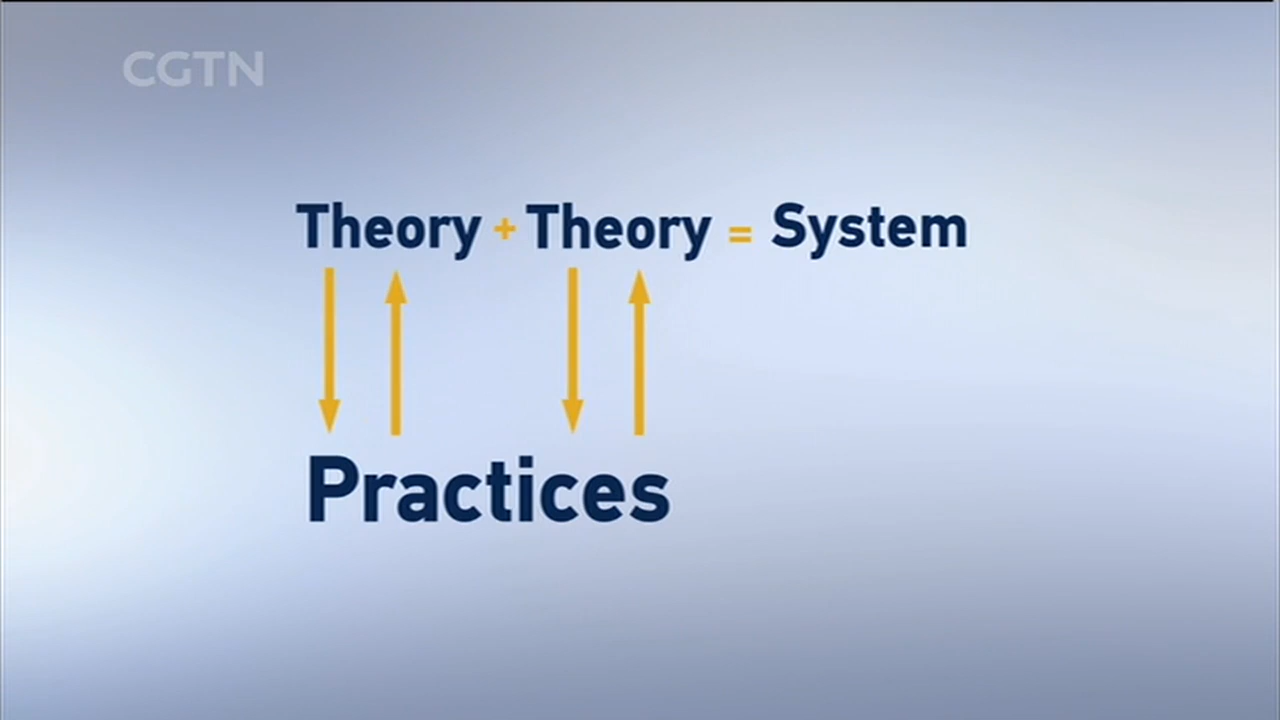 CGTN
Theory + Theory = System
Practices